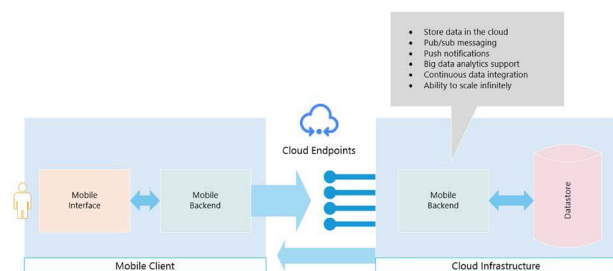 • Store data in the cloud
• Pub/sub messaging
• Push notifications
• Big data analytics support
• Continuous data integration
• Ability to scale infinitely
Cloud Endpoints
Mobile
Interface
Mobile
Backend
Mobile
Backend
Datastore
Mobile Client
Cloud Infrastructure